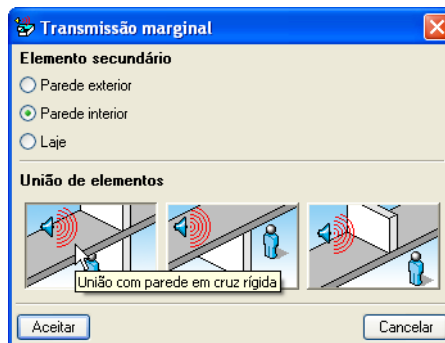 Transmissão marginal
Elemento secundário
Parede exterior
Parede interior
Laje
União de elementos
União com parede em cruz rígida
Aceitar
Cancelar